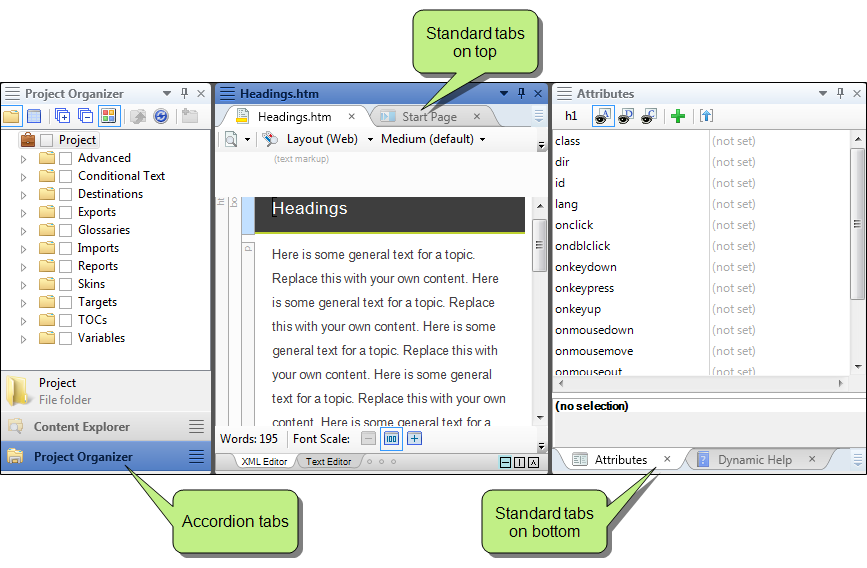 Standard tabs
on top
Project Organizer
Project
Advanced
Conditional Text
Destinations
Exports
Glossaries
Imports
Reports
Skins
Targets
TOCs
Variables
Project
File folder
Content Explorer
Project Organizer
Accordion tabs
Headings.htm
Headings.htm
Start Page
Layout (Web)
Medium (default)
(text markup)
Headings
Here is some general text for a topic.
Replace this with your own content. Here
is some general text for a topic. Replace
this with your own content. Here is some
general text for a topic. Replace this with
your own content. Here is some general
text for a topic. Replace this with your own
content. Here is some general text for a
Words: 195 Font Scale: 100
XML Editor Text Editor
Attributes
h1
class (not set)
dir (not set)
id (not set)
lang (not set)
onclick (not set)
ondblclick (not set)
onkeydown (not set)
onkeypress (not set)
onkeyup (not set)
onmousedown (not set)
onmousemove (not set)
onmouseout (not set)
(no selection)
Attributes
Dynamic Help
Standard tabs
on bottom